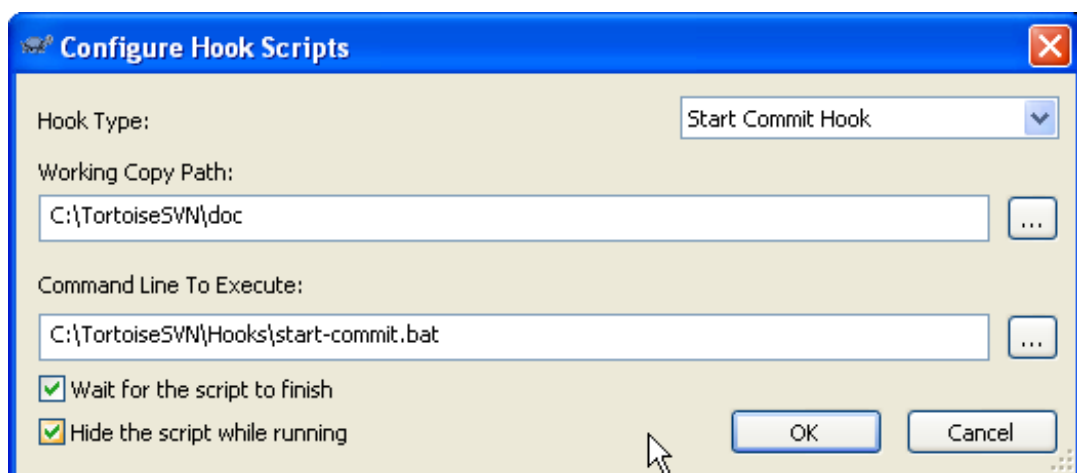 Configure Hook Scripts
Hook Type:
Start Commit Hook
Working Copy Path:
C:\TortoiseSVN\doc
...
Command Line To Execute:
C:\TortoiseSVN\Hooks\start-commit.bat
...
Wait for the script to finish
Hide the script while running
OK
Cancel